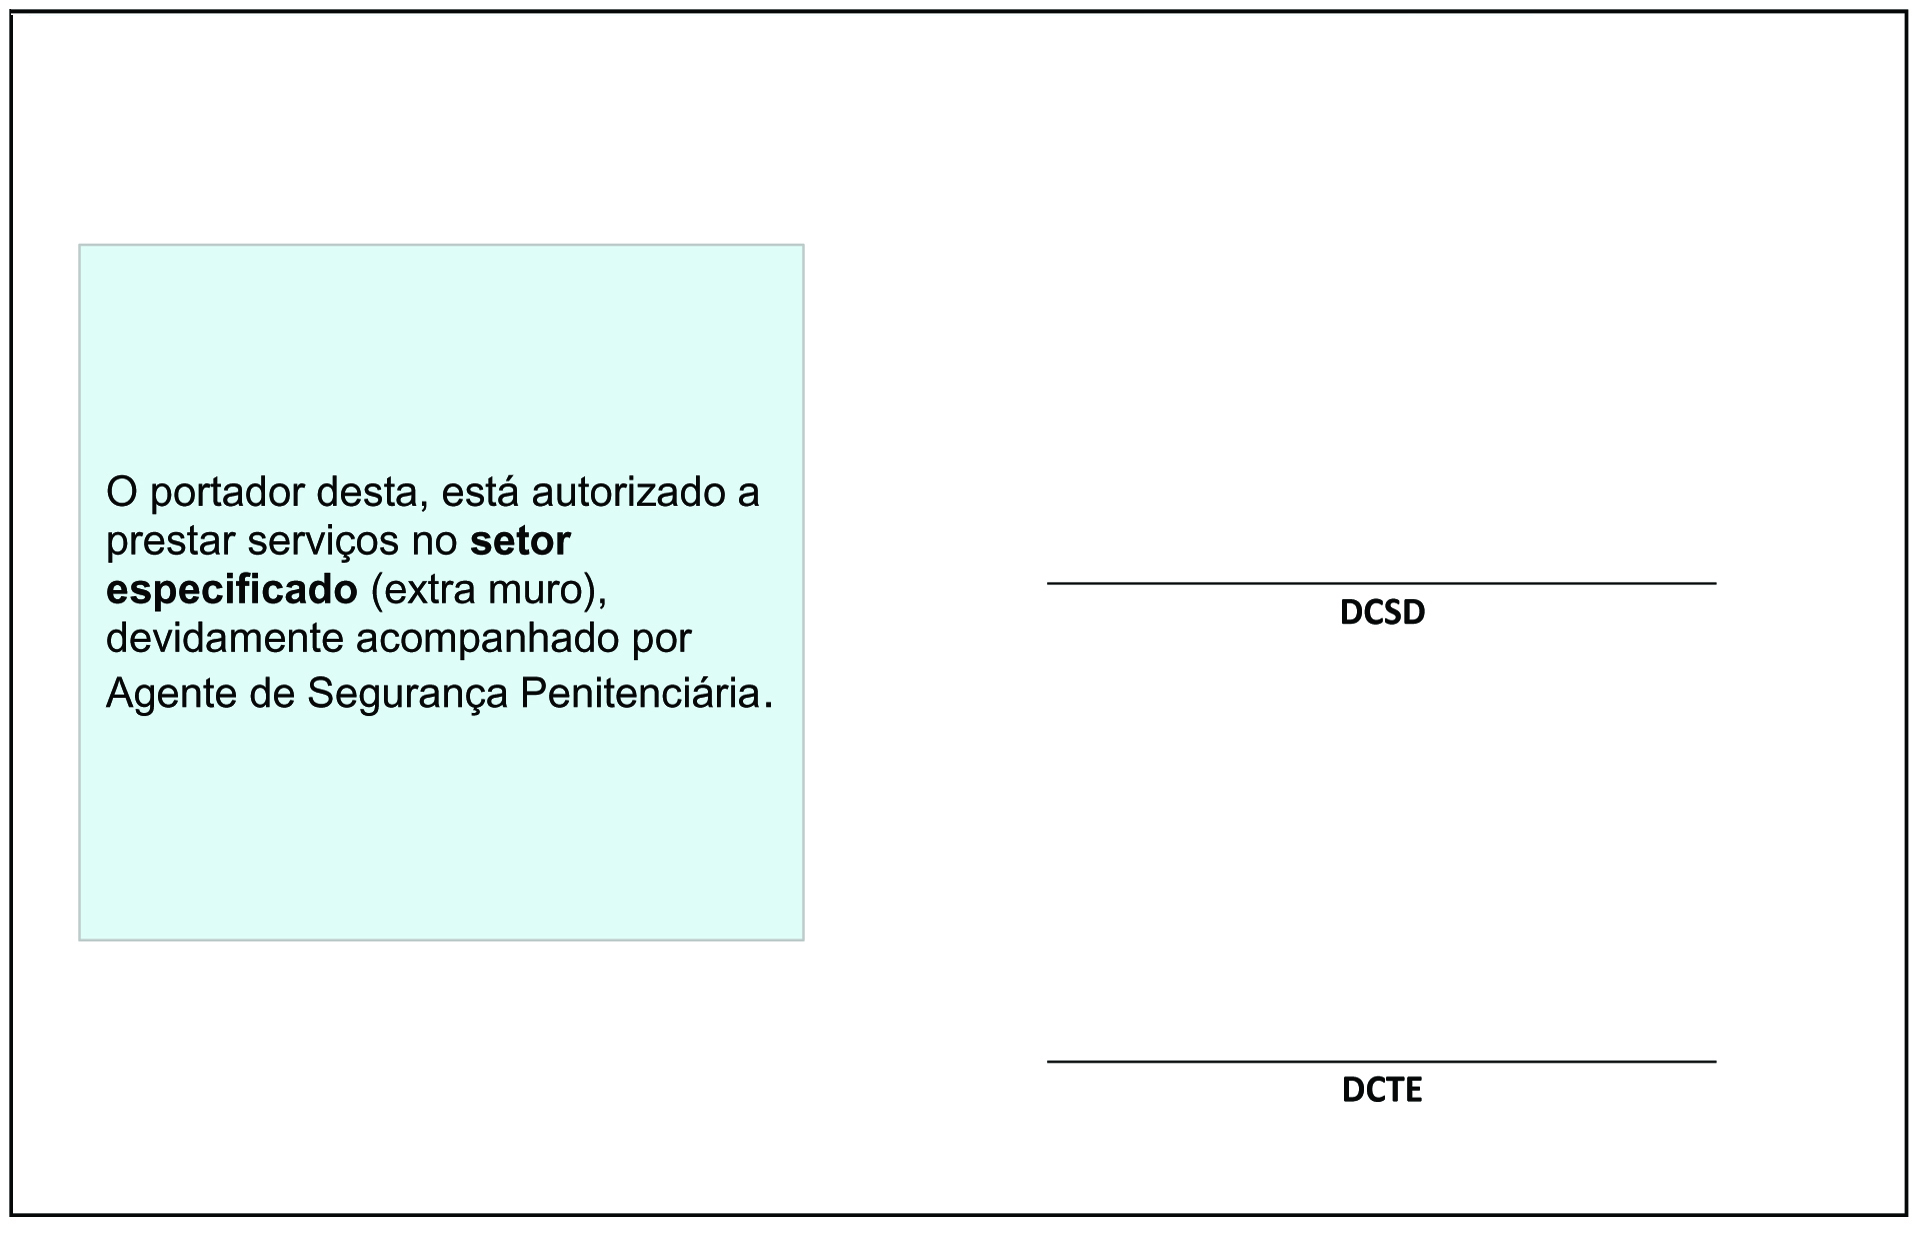 O portador desta, está autorizado a
prestar serviços no setor
especificado (extra muro),
devidamente acompanhado por
Agente de Segurança Penitenciária.
DCSD
DCTE